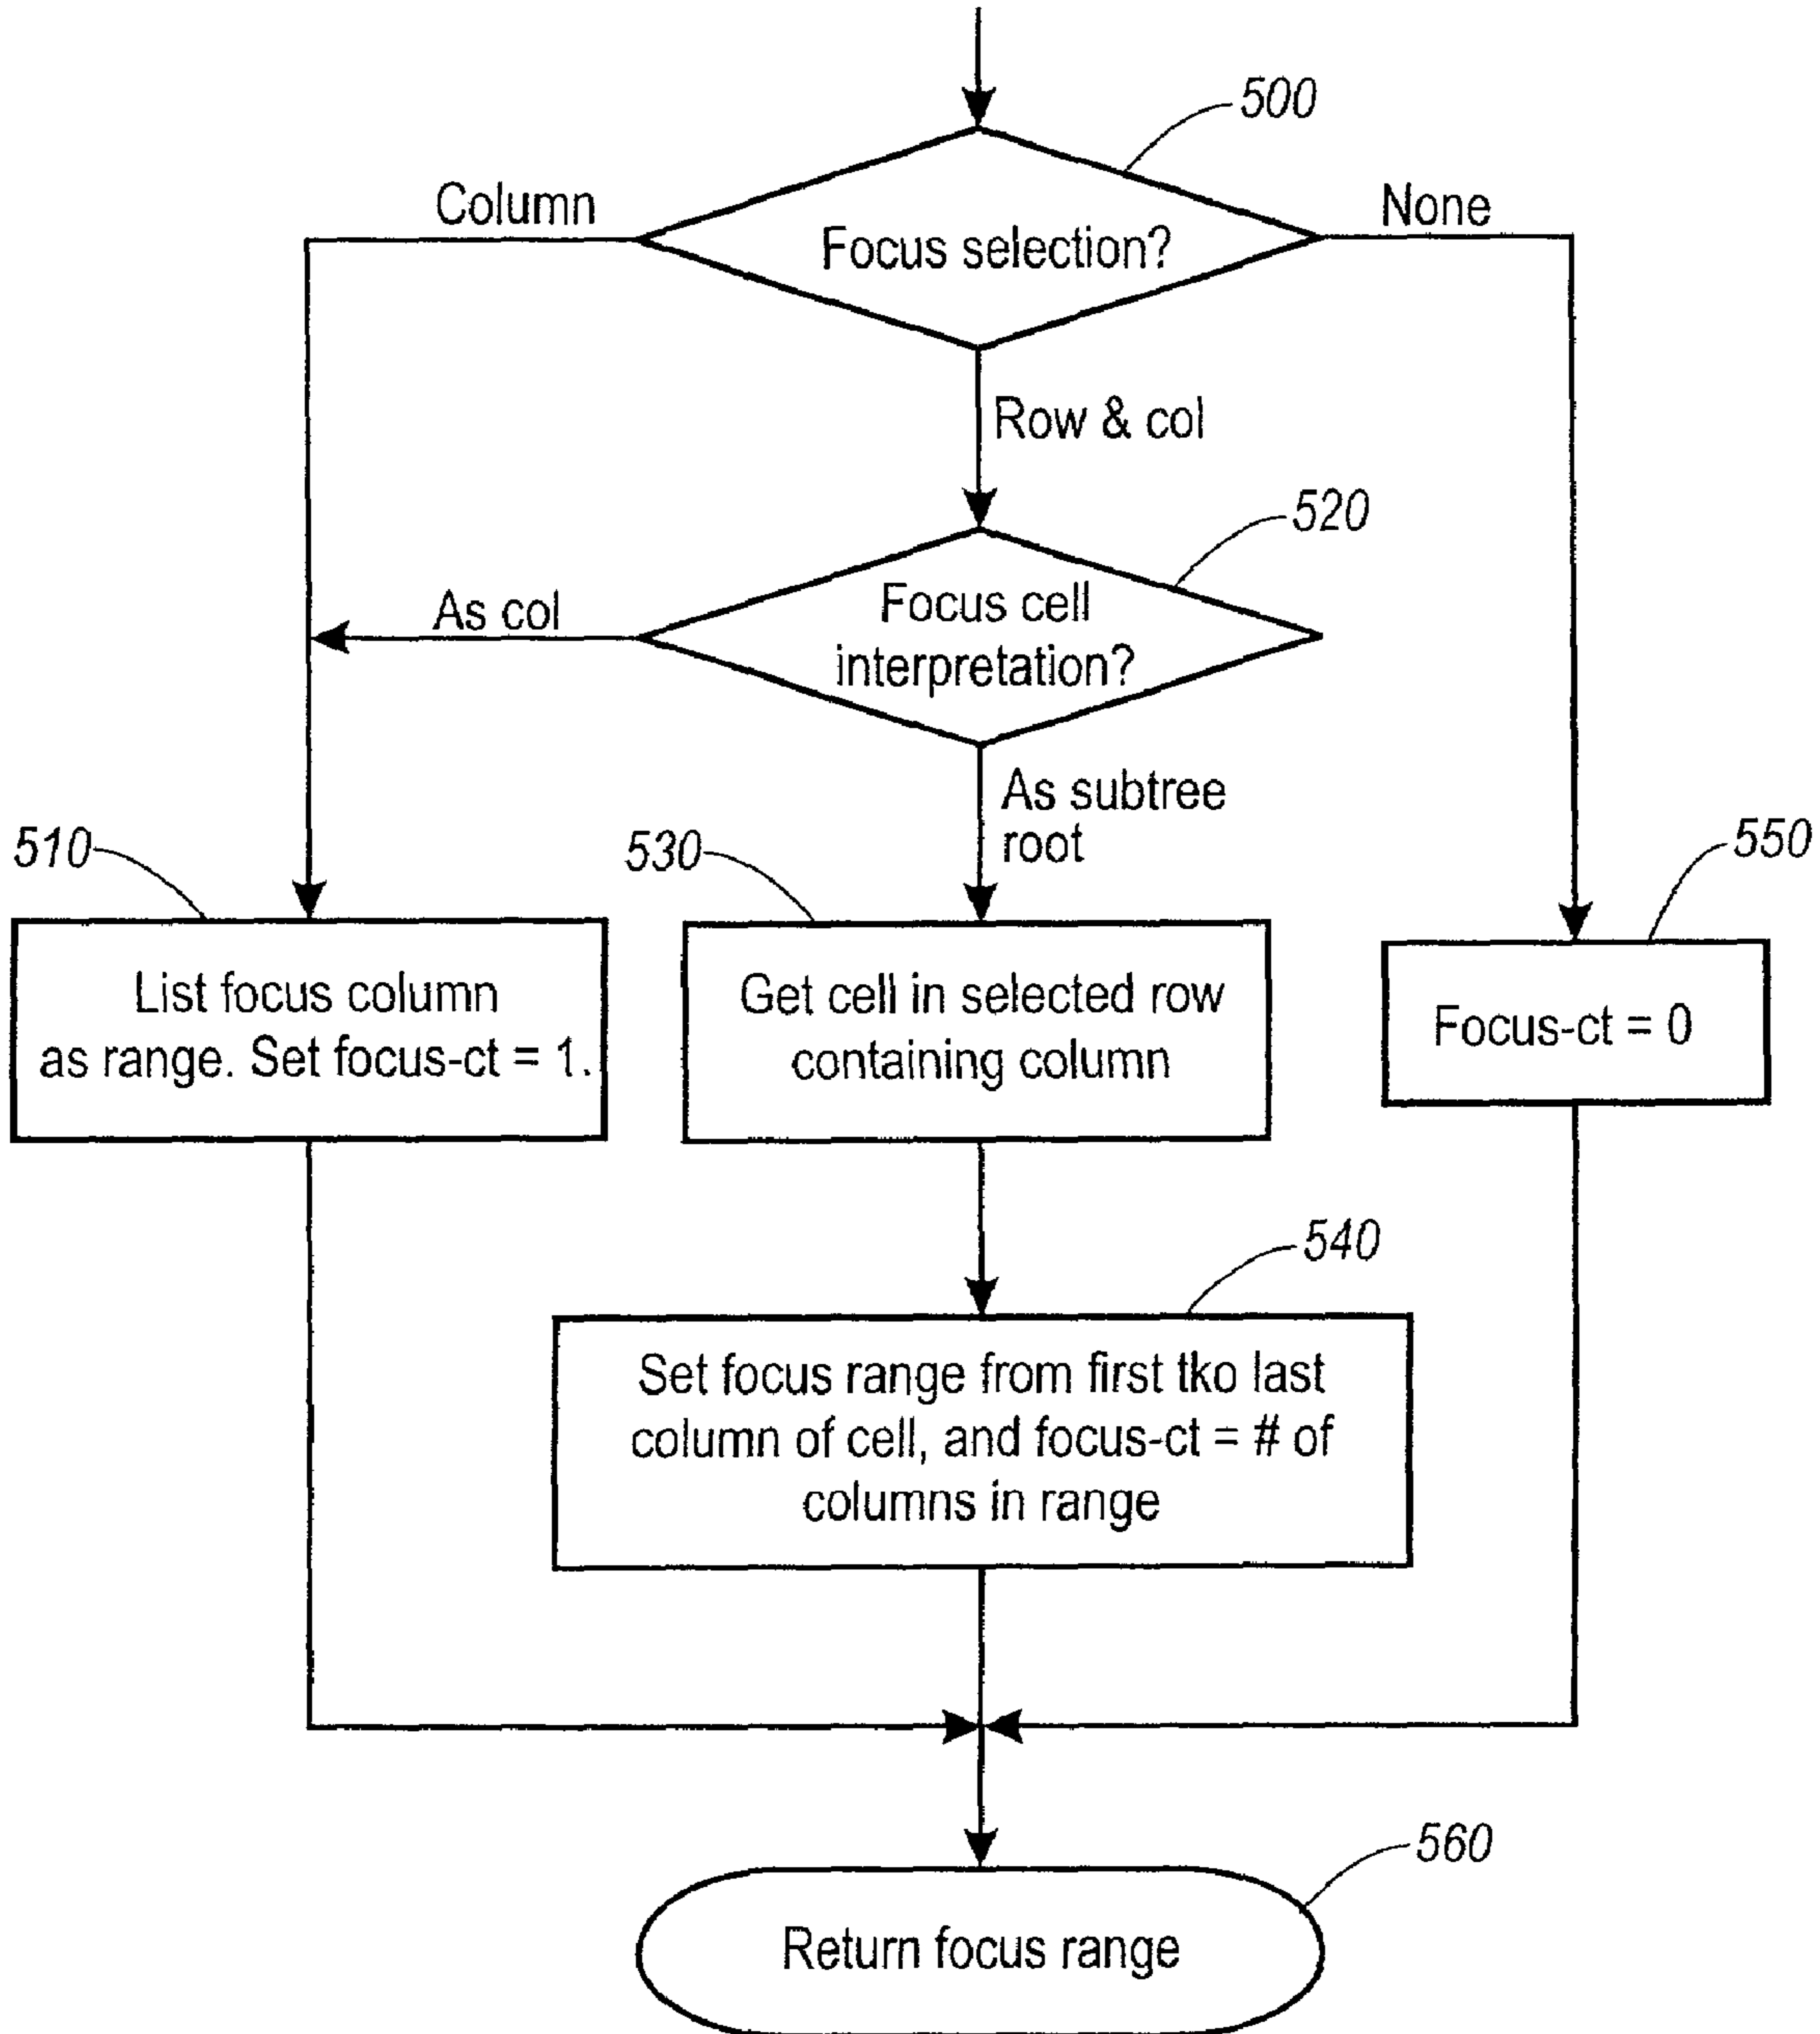 500
Column
None
Focus selection?
Row & col
520
As col
Focus cell
interpretation?
As subtree
root
510
530
550
List focus column
as range. Set focus-ct = 1.
Get cell in selected row
containing column
Focus-ct = 0
540
Set focus range from first tko last
column of cell, and focus-ct = # of
columns in range
560
Return focus range